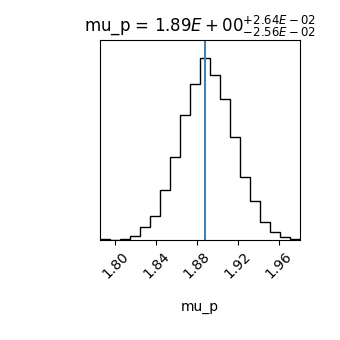 mu_p = 1.89E + 00+2.64E − 02
−2.56E − 02
1.80 1.84 1.88 1.92 1.96
mu_p